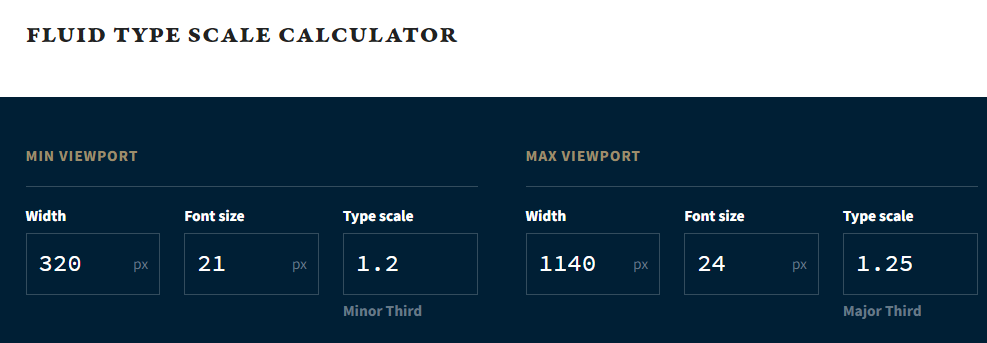 FLUID TYPE SCALE CALCULATOR
MIN VIEWPORT
MAX VIEWPORT
Width Font size Type scale
Width Font size Type scale
320 px 21 px 1.2
1140 px 24 px 1.25
Minor Third
Major Third